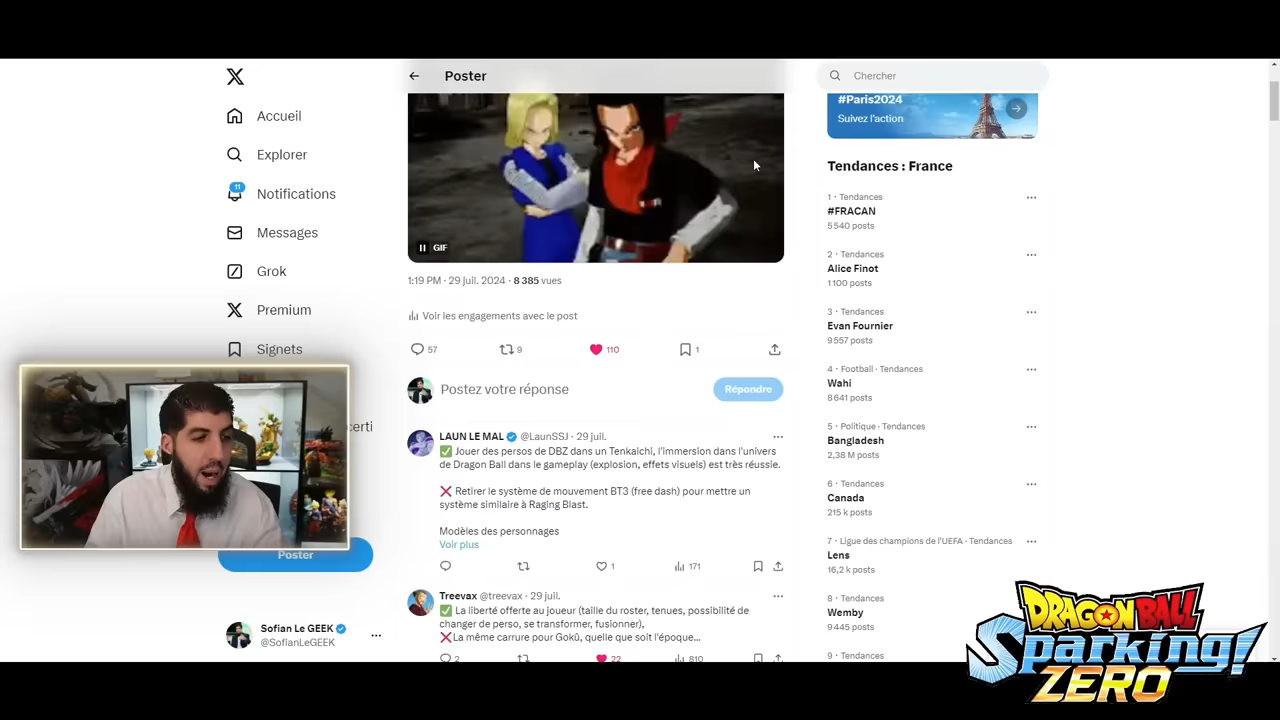 Poster
Chercher
Accueil
Explorer
11
Notifications
Messages
Grok
Premium
Signets
certi
Poster
Sofian Le GEEK
@SofianLeGEEK
GIF
1:19 PM · 29 juil. 2024 · 8 385 vues
Voir les engagements avec le post
57
9
110
1
Postez votre réponse
Répondre
LAUN LE MAL @LaunSSJ · 29 juil.
✅ Jouer des persos de DBZ dans un Tenkaichi, l'immersion dans l'univers
de Dragon Ball dans le gameplay (explosion, effets visuels) est très réussie.
❌ Retirer le système de mouvement BT3 (free dash) pour mettre un
système similaire à Raging Blast.
Modèles des personnages
Voir plus
1
171
Treevax @treevax · 29 juil.
✅ La liberté offerte au joueur (taille du roster, tenues, possibilité de
changer de perso, se transformer, fusionner),
❌La même carrure pour Gokû, quelle que soit l'époque...
2
22
810
#Paris2024
Suivez l'action
Tendances : France
1 · Tendances
#FRACAN
5 540 posts
2 · Tendances
Alice Finot
1 100 posts
3 · Tendances
Evan Fournier
9 557 posts
4 · Football · Tendances
Wahi
8 641 posts
5 · Politique · Tendances
Bangladesh
2,38 M posts
6 · Tendances
Canada
215 k posts
7 · Ligue des champions de l'UEFA · Tendances
Lens
16,2 k posts
8 · Tendances
Wemby
9 445 posts
9 · Tendances
DRAGON BALL
Sparking!
ZERO